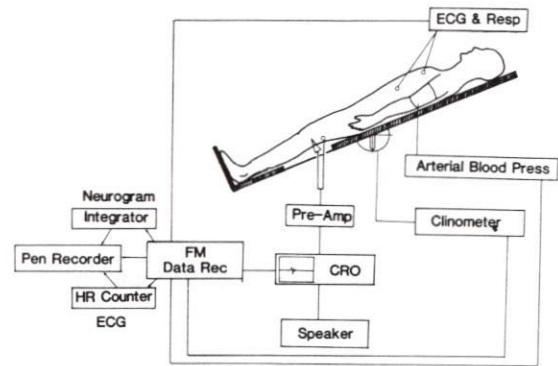 ECG & Resp
Arterial Blood Press
Neurogram
Integrator
Pre-Amp
Clinometer
Pen Recorder
FM
Data Rec
CRO
HR Counter
ECG
Speaker